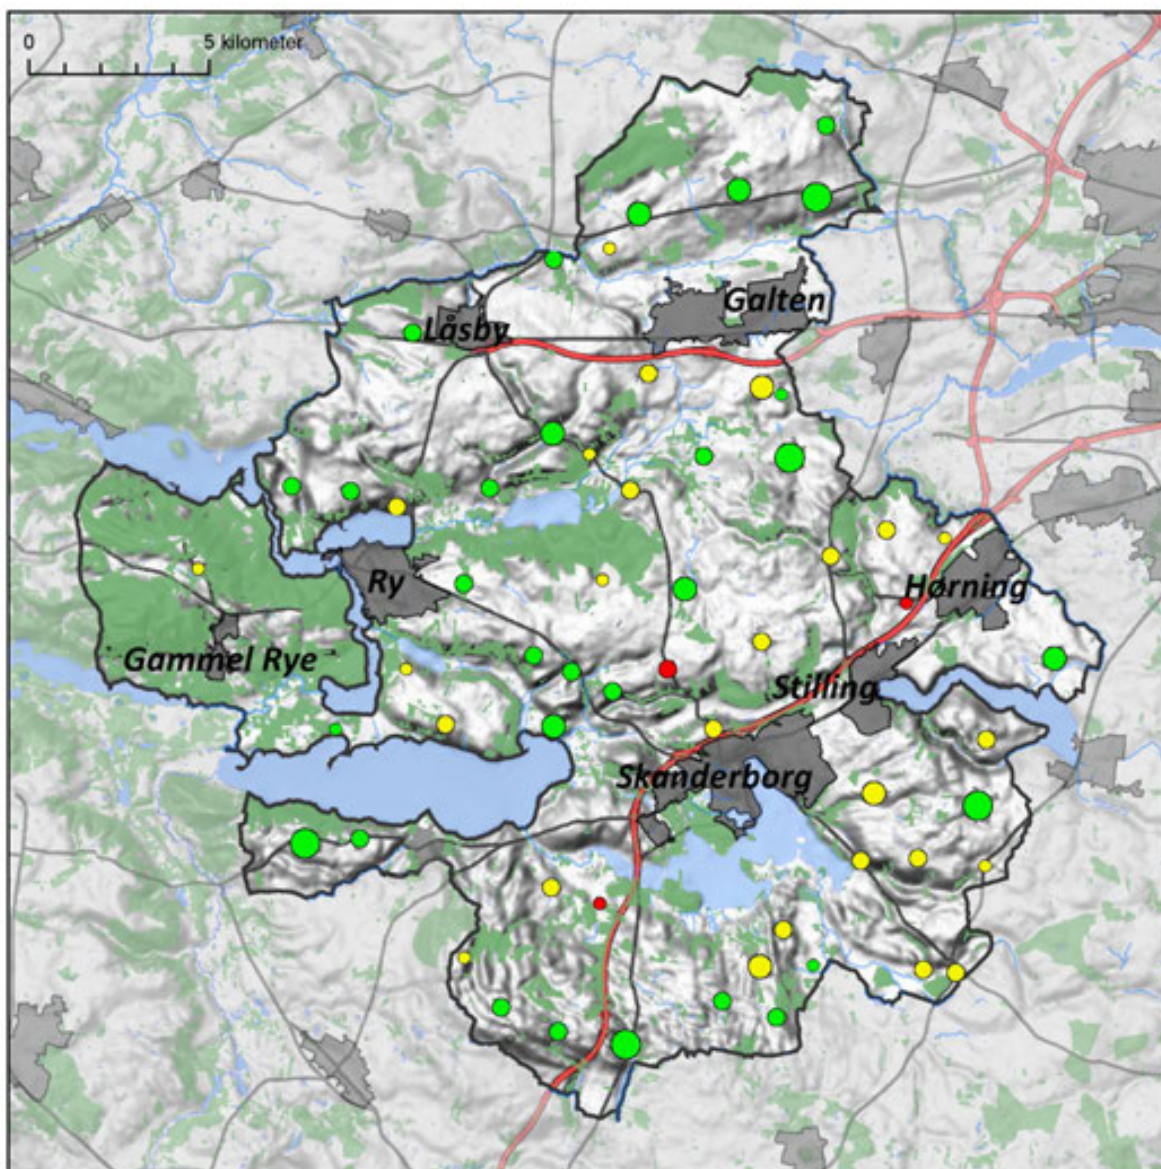 0 5 kilometer
Galten
Låsby
Ry
Hørning
Gammel Rye
Stilling
Skanderborg